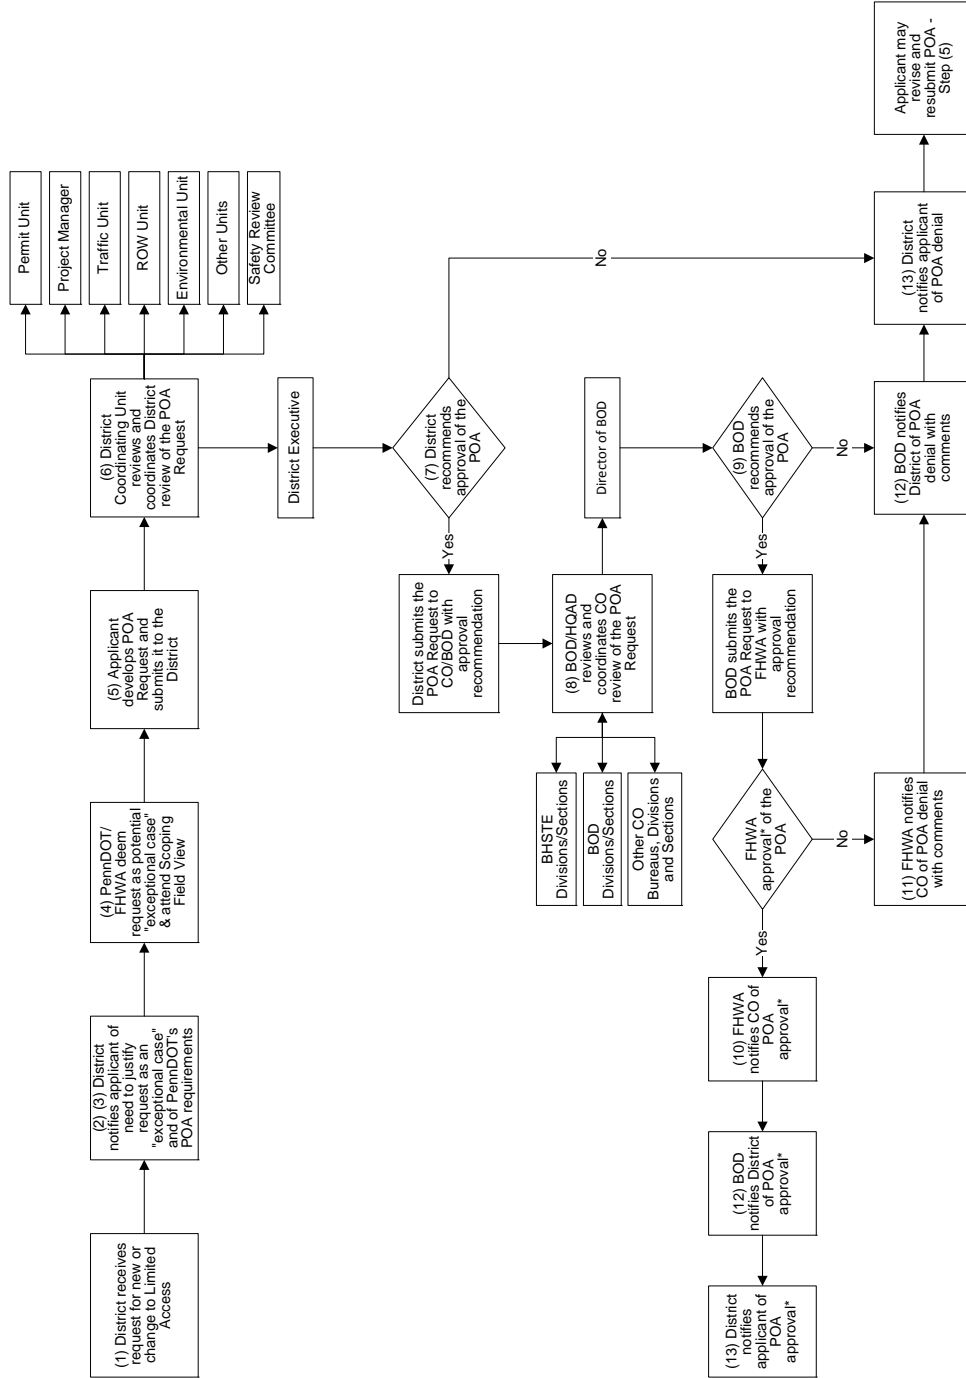 (1) District receives
request for new or
change to Limited
Access
(2) (3) District
notifies applicant of
need to justify
request as an
"exceptional case"
and of PennDOT's
POA requirements
(4) PennDOT/
FHWA deem
request as potential
"exceptional case"
& attend Scoping
Field View
(5) Applicant
develops POA
Request and
submits it to the
District
(6) District
Coordinating Unit
reviews and
coordinates District
review of the POA
Request
Permit Unit
Project Manager
Traffic Unit
ROW Unit
Environmental Unit
Other Units
Safety Review
Committee
District Executive
(7) District
recommends
approval of the
POA
Yes
No
District submits the
POA Request to
CO/BOD with
approval
recommendation
(8) BOD/HQAD
reviews and
coordinates CO
review of the POA
Request
BHSTE
Divisions/Sections
BOD
Divisions/Sections
Other CO
Bureaus, Divisions
and Sections
Director of BOD
(9) BOD
recommends
approval of the
POA
Yes
No
BOD submits the
POA Request to
FHWA with
approval
recommendation
FHWA
approval* of the
POA
Yes
No
(10) FHWA
notifies CO of
POA
approval*
(12) BOD
notifies District
of POA
approval*
(13) District
notifies
applicant of
POA
approval*
(11) FHWA notifies
CO of POA denial
with comments
(12) BOD notifies
District of POA
denial with
comments
(13) District
notifies applicant
of POA denial
Applicant may
revise and
resubmit POA -
Step (5)